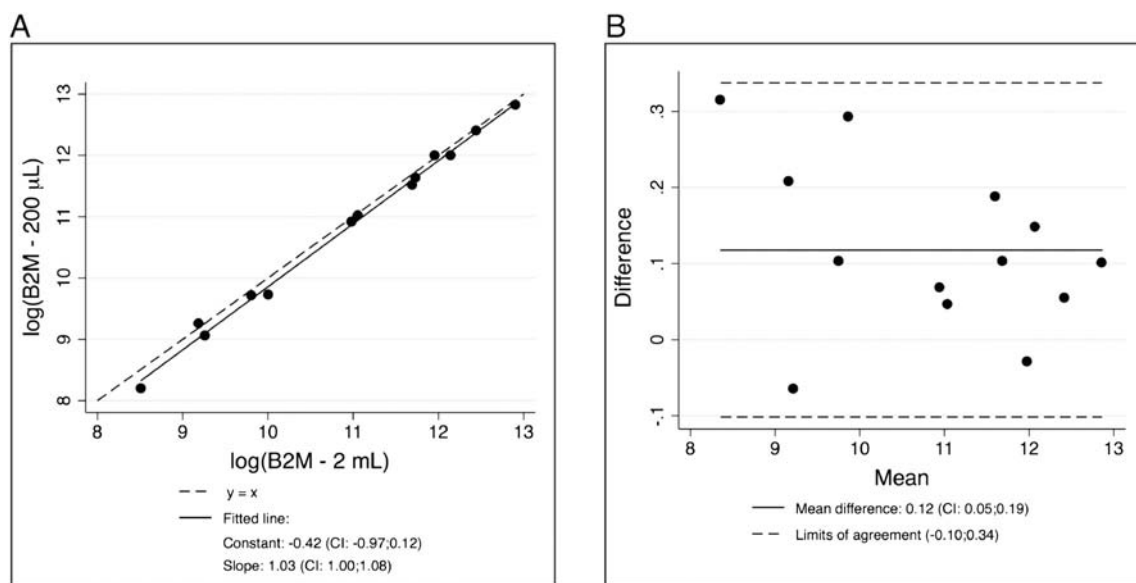 A
log(B2M - 200 μL)
13
12
11
10
9
8
8 9 10 11 12 13
log(B2M - 2 mL)
y = x
Fitted line:
Constant: -0.42 (CI: -0.97;0.12)
Slope: 1.03 (CI: 1.00;1.08)
B
Difference
.3
.2
.1
0
-.1
8 9 10 11 12 13
Mean
Mean difference: 0.12 (CI: 0.05;0.19)
Limits of agreement (-0.10;0.34)